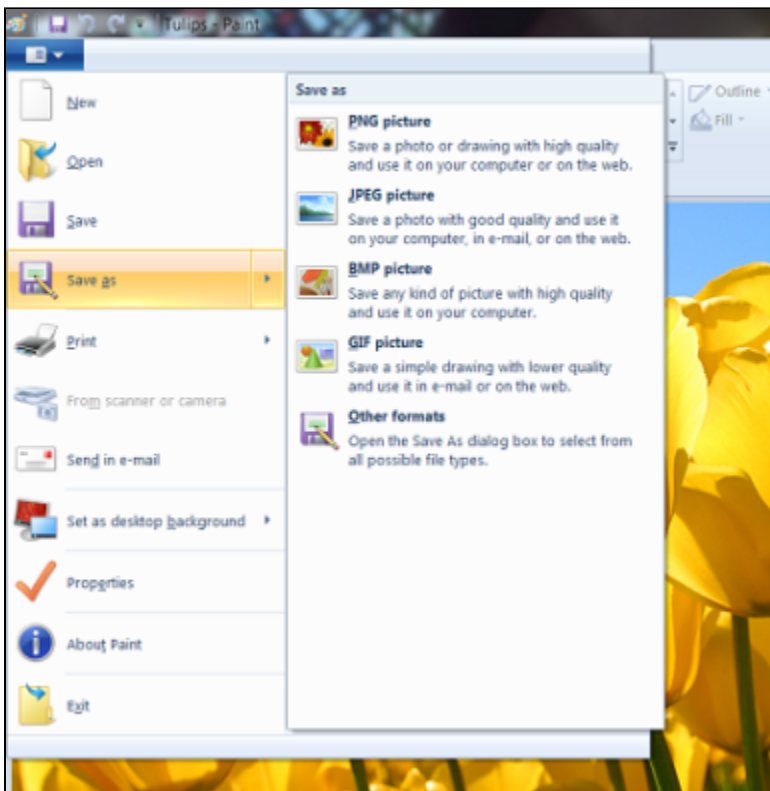 Tulips - Paint
New
Open
Save
Save as
Print
From scanner or camera
Send in e-mail
Set as desktop background
Properties
About Paint
Exit
Save as
PNG picture
Save a photo or drawing with high quality
and use it on your computer or on the web.
JPEG picture
Save a photo with good quality and use it
on your computer, in e-mail, or on the web.
BMP picture
Save any kind of picture with high quality
and use it on your computer.
GIF picture
Save a simple drawing with lower quality
and use it in e-mail or on the web.
Other formats
Open the Save As dialog box to select from
all possible file types.
Outline
Fill